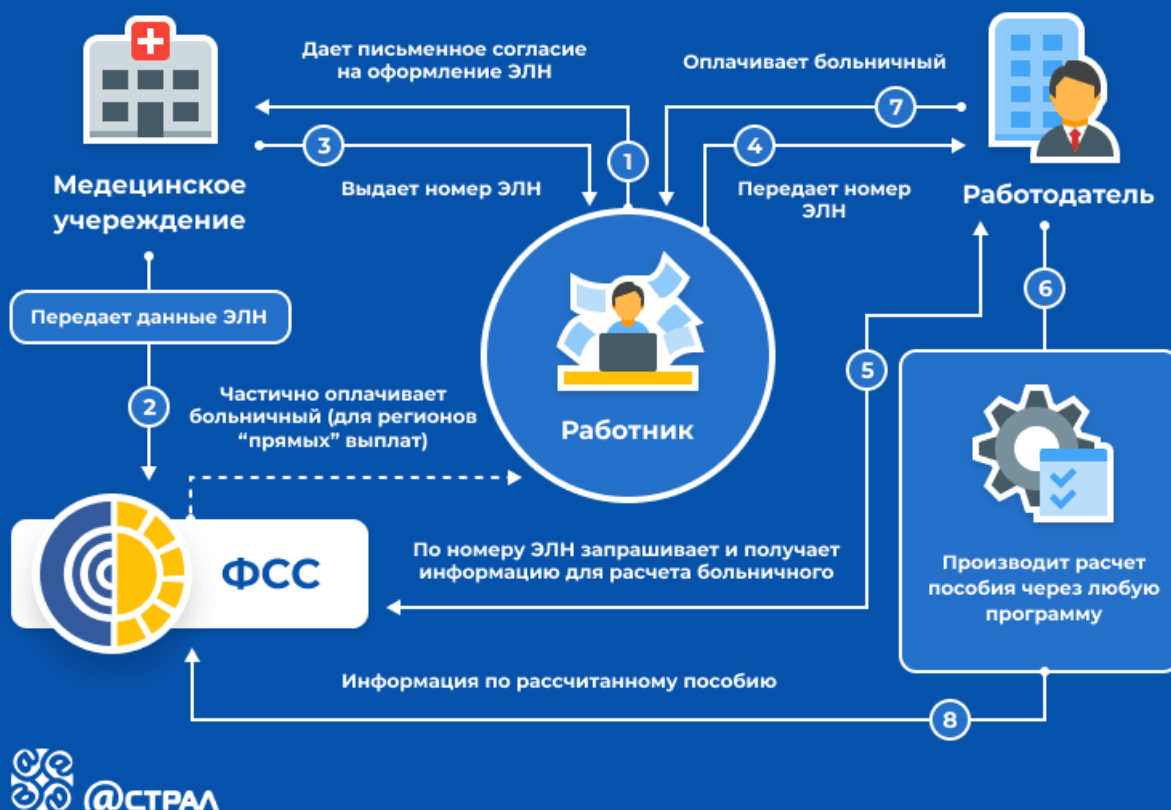 Дает письменное согласие
на оформление ЭЛН
Оплачивает больничный
7
3
1
4
Выдает номер ЭЛН
Передает номер
ЭЛН
Медецинское
учереждение
Работодатель
Передает данные ЭЛН
6
5
2
Частично оплачивает
больничный (для регионов
“прямых” выплат)
Работник
ФСС
По номеру ЭЛН запрашивает и получает
информацию для расчета больничного
Производит расчет
пособия через любую
программу
Информация по рассчитанному пособию
8
@СТРАЛ